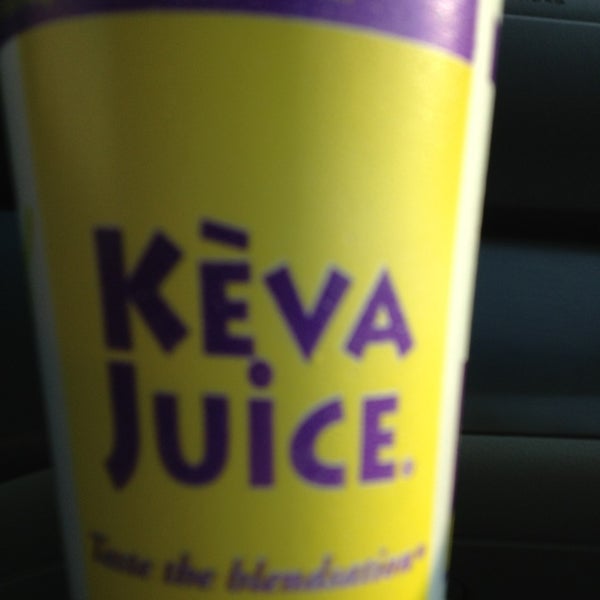 KÈVA
JUiCE.
Taste the blendsation*